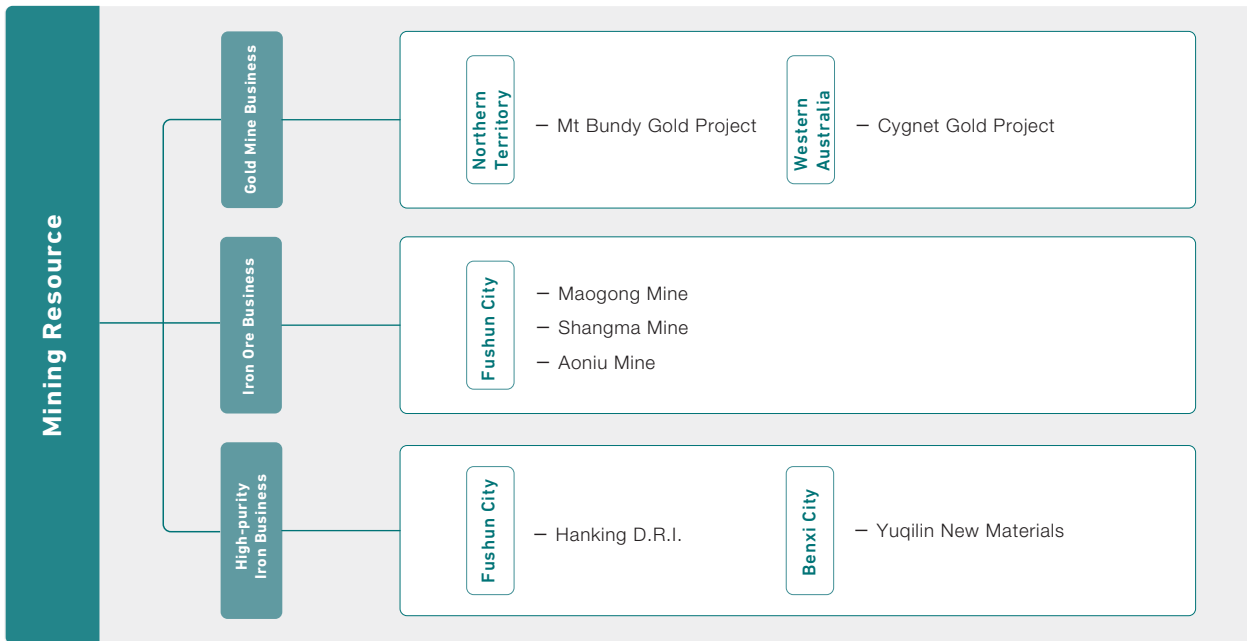 Mining Resource
Gold Mine Business
Northern
Territory
– Mt Bundy Gold Project
Western
Australia
– Cygnet Gold Project
Iron Ore Business
Fushun City
– Maogong Mine
– Shangma Mine
– Aoniu Mine
High-purity
Iron Business
Fushun City
– Hanking D.R.I.
Benxi City
– Yuqilin New Materials